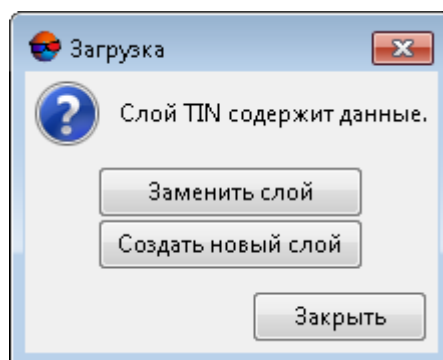 Загрузка
Слой TIN содержит данные.
Заменить слой
Создать новый слой
Закрыть